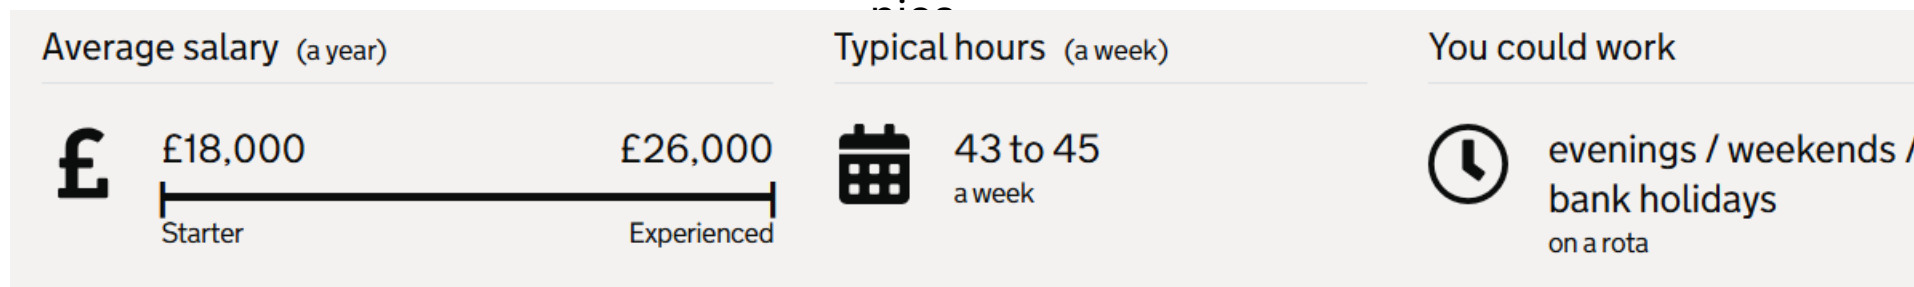 Average salary (a year)
£18,000 £26,000
Starter Experienced
Typical hours (a week)
43 to 45
a week
You could work
evenings / weekends /
bank holidays
on a rota